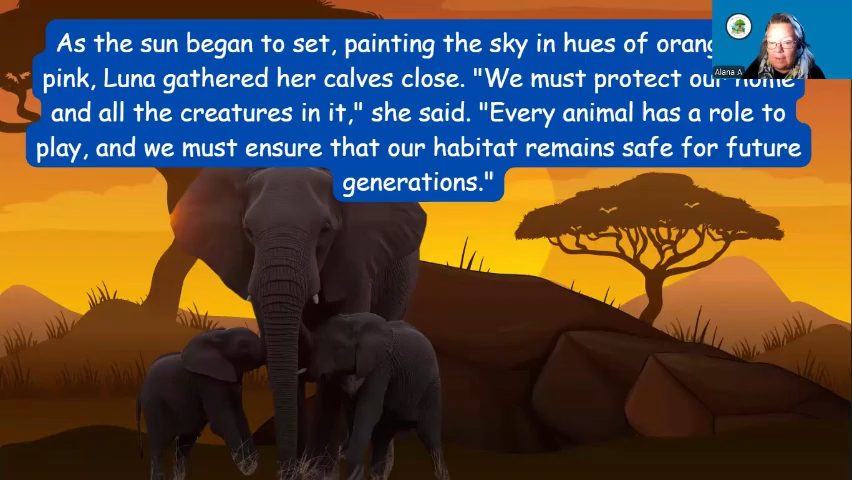 As the sun began to set, painting the sky in hues of
pink, Luna gathered her calves close. "We must protect our home
and all the creatures in it," she said. "Every animal has a role to
play, and we must ensure that our habitat remains safe for future
generations."
Alana A